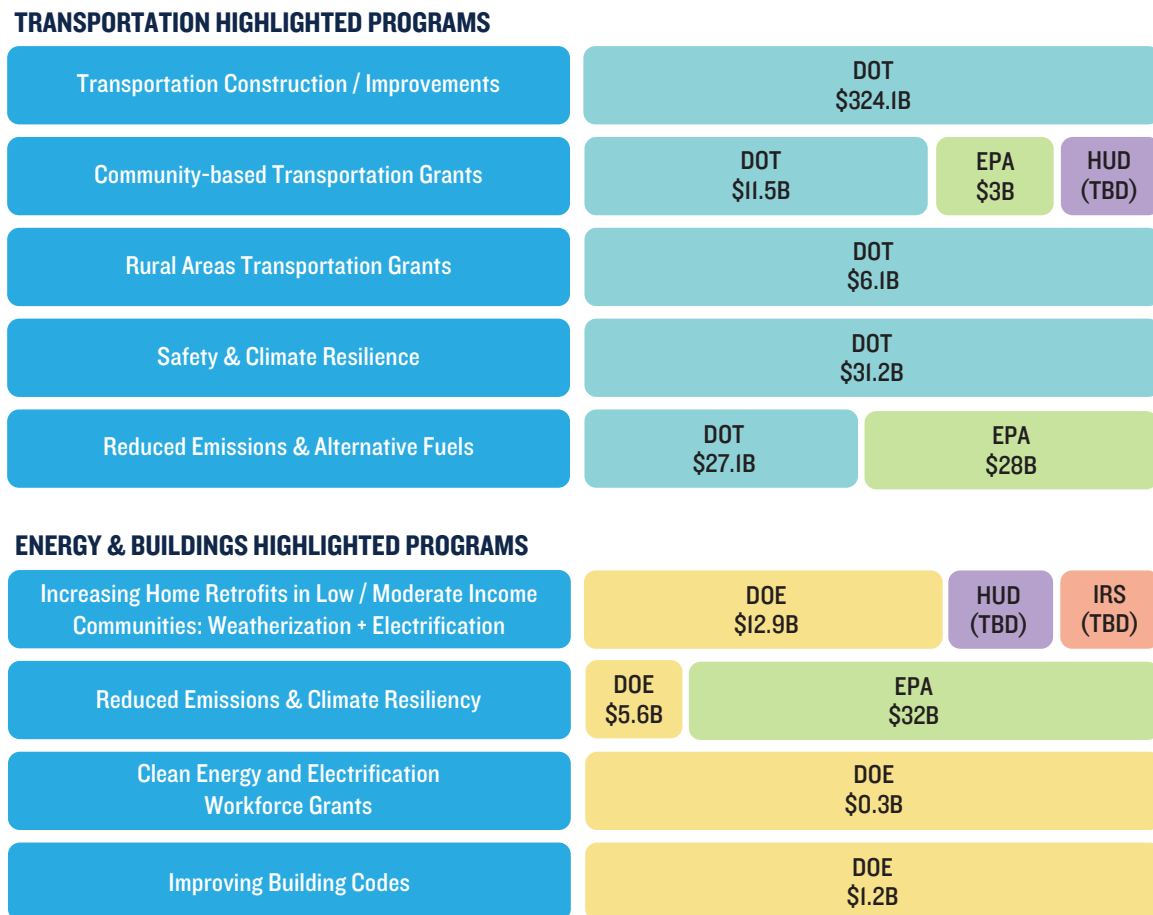 TRANSPORTATION HIGHLIGHTED PROGRAMS
Transportation Construction / Improvements
DOT
$324.1B
Community-based Transportation Grants
DOT
$11.5B
EPA
$3B
HUD
(TBD)
Rural Areas Transportation Grants
DOT
$6.1B
Safety & Climate Resilience
DOT
$31.2B
Reduced Emissions & Alternative Fuels
DOT
$27.1B
EPA
$28B
ENERGY & BUILDINGS HIGHLIGHTED PROGRAMS
Increasing Home Retrofits in Low / Moderate Income
Communities: Weatherization + Electrification
DOE
$12.9B
HUD
(TBD)
IRS
(TBD)
Reduced Emissions & Climate Resiliency
DOE
$5.6B
EPA
$32B
Clean Energy and Electrification
Workforce Grants
DOE
$0.3B
Improving Building Codes
DOE
$1.2B